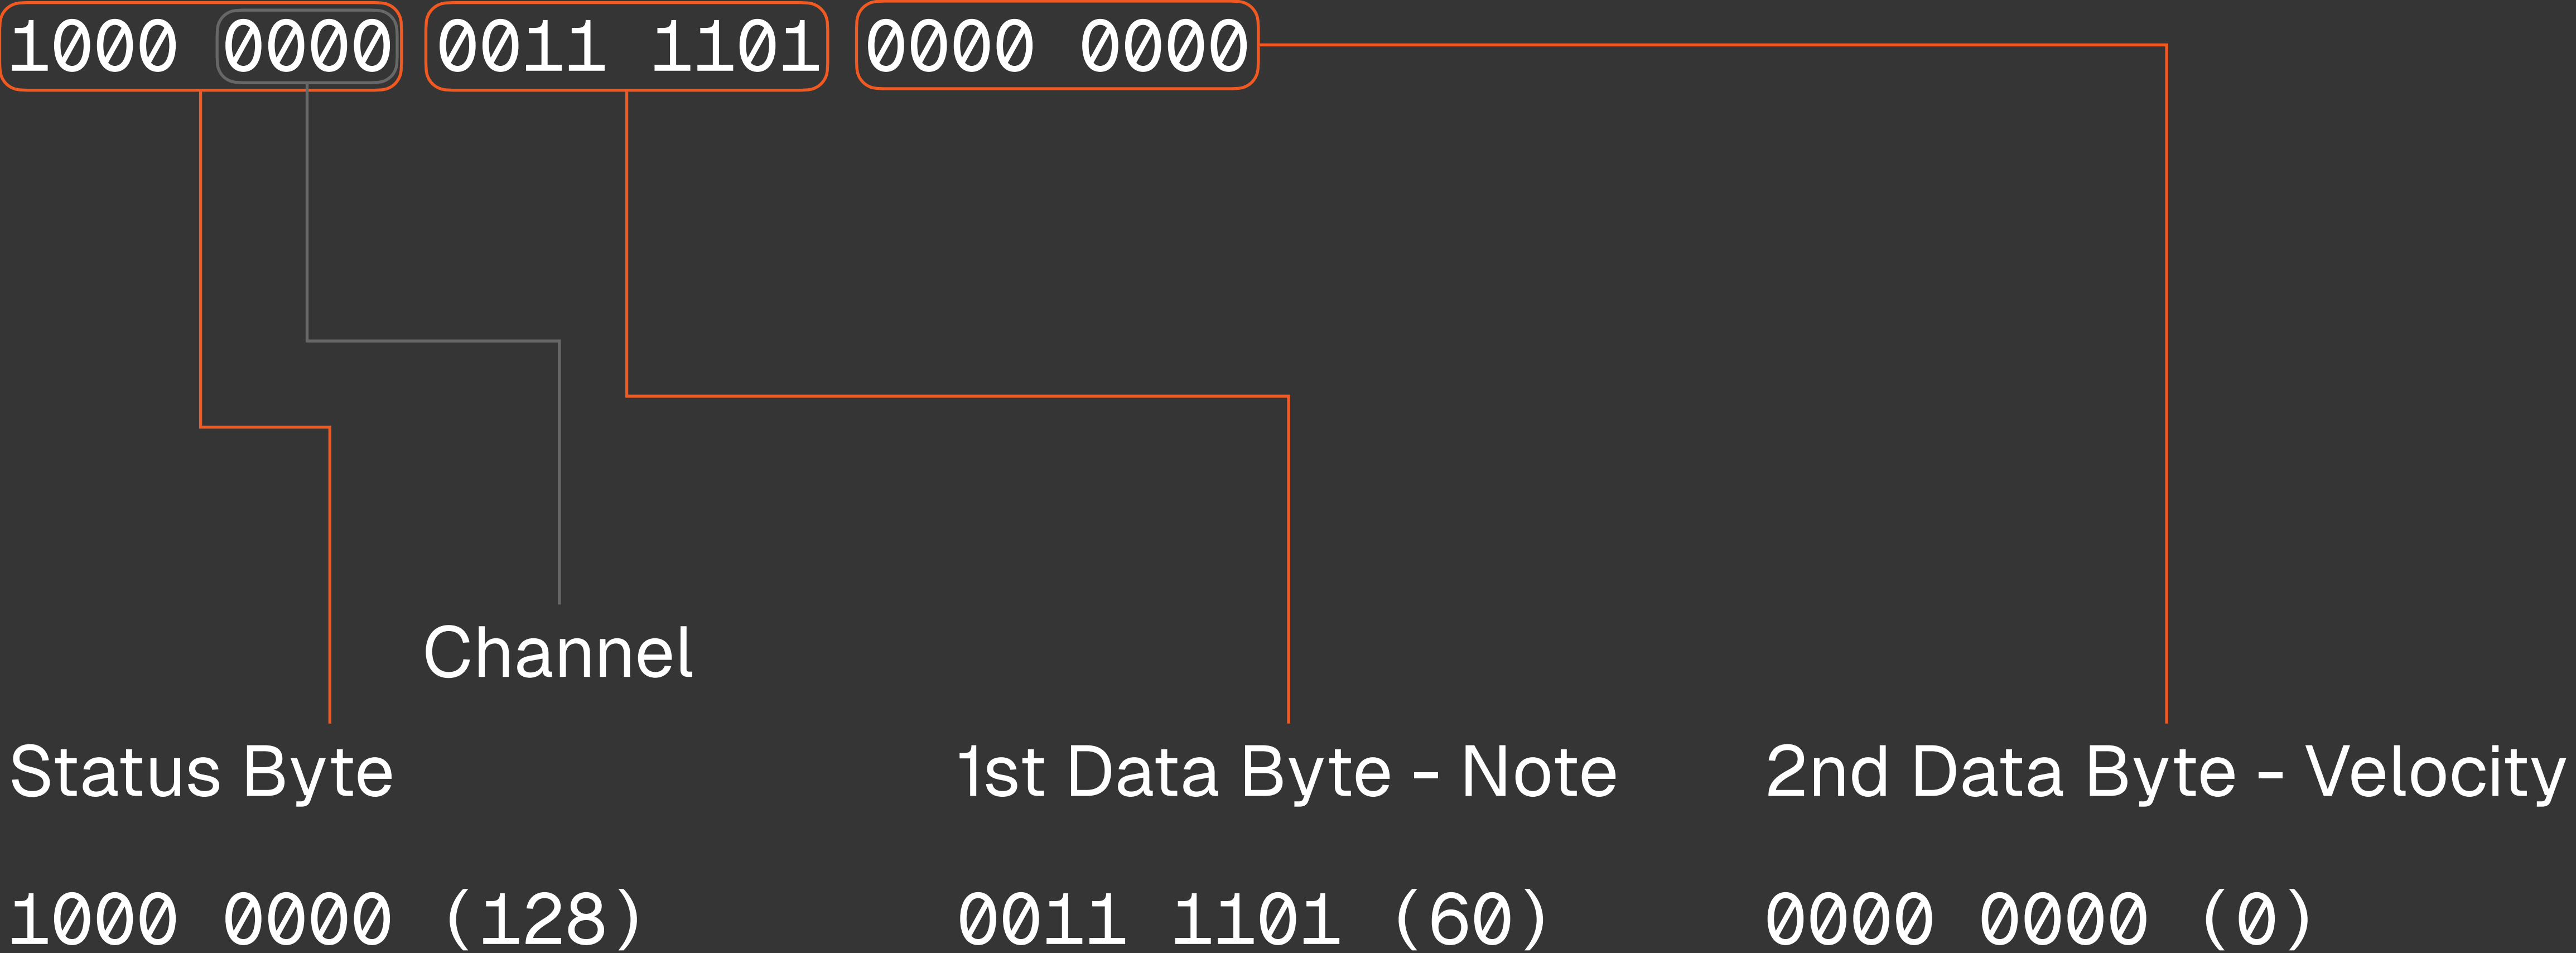 1000 0000 0011 1101 0000 0000
Channel
Status Byte
1st Data Byte - Note
2nd Data Byte - Velocity
1000 0000 (128)
0011 1101 (60)
0000 0000 (0)